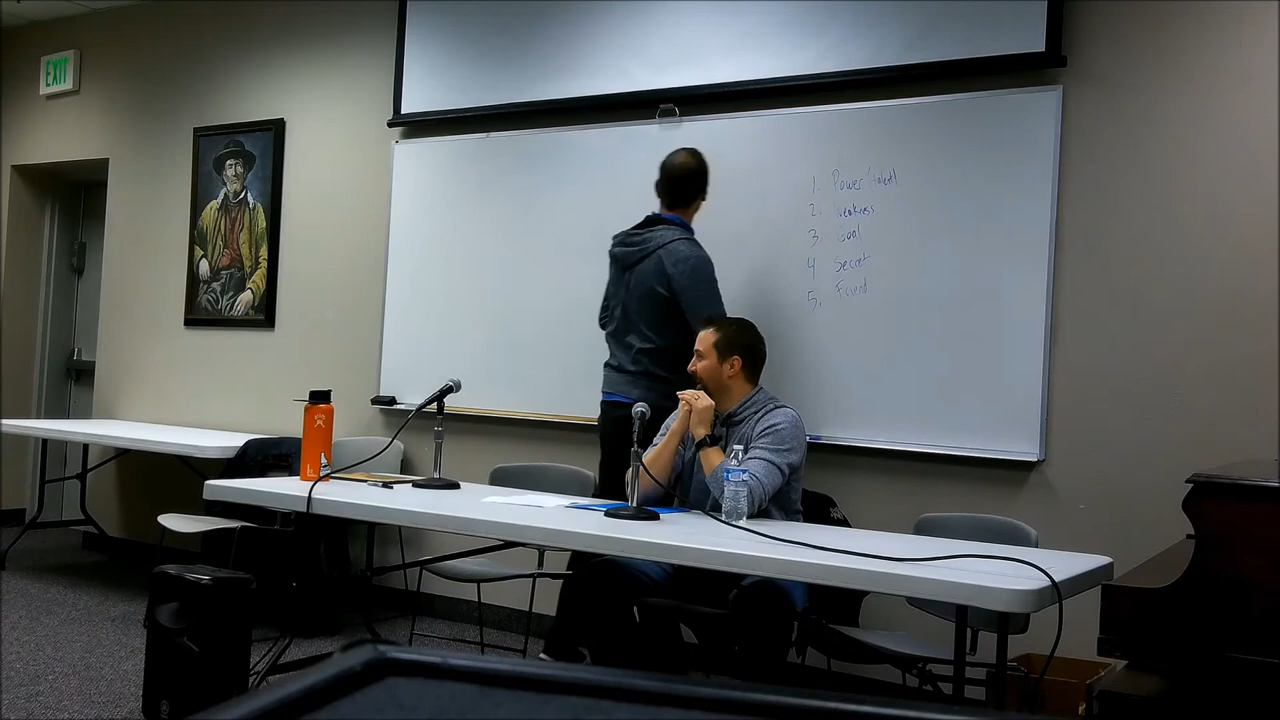 EXIT
1. Power/talent
2. Weakness
3 Goal
4 Secret
5. Friend